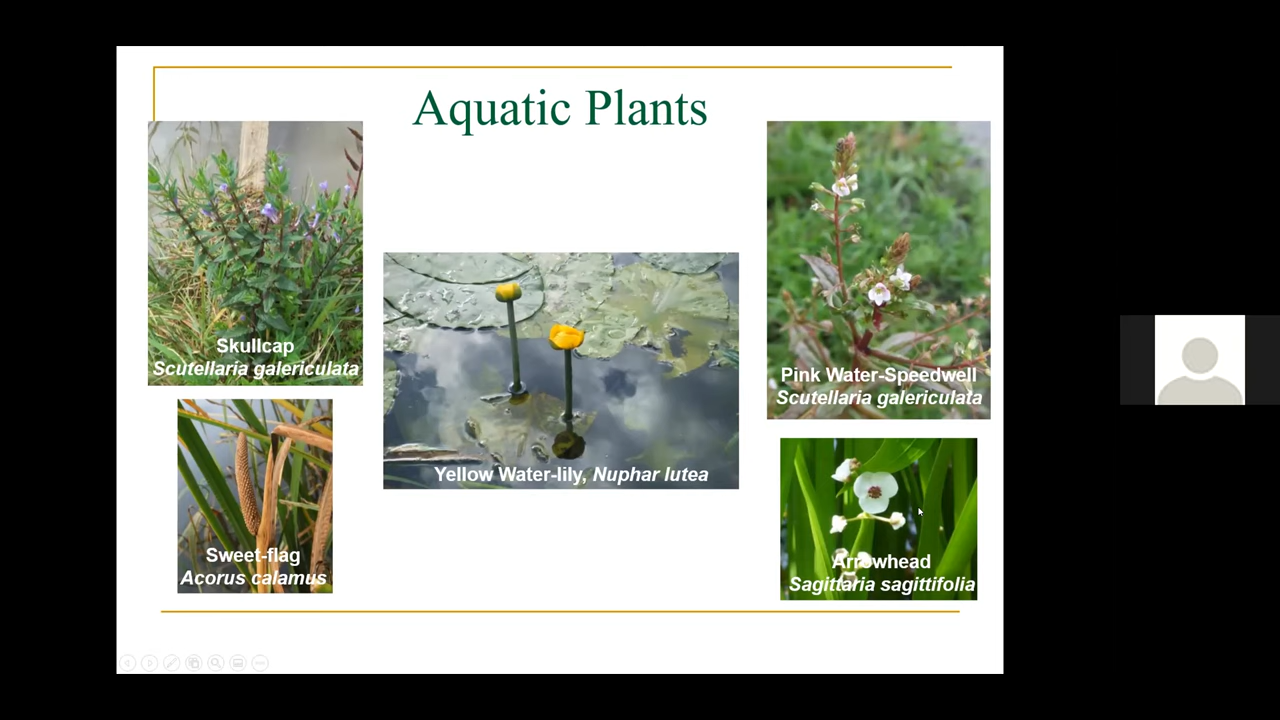 Aquatic Plants
Skullcap
Scutellaria galericulata
Sweet-flag
Acorus calamus
Yellow Water-lily, Nuphar lutea
Pink Water-Speedwell
Scutellaria galericulata
Arrowhead
Sagittaria sagittifolia